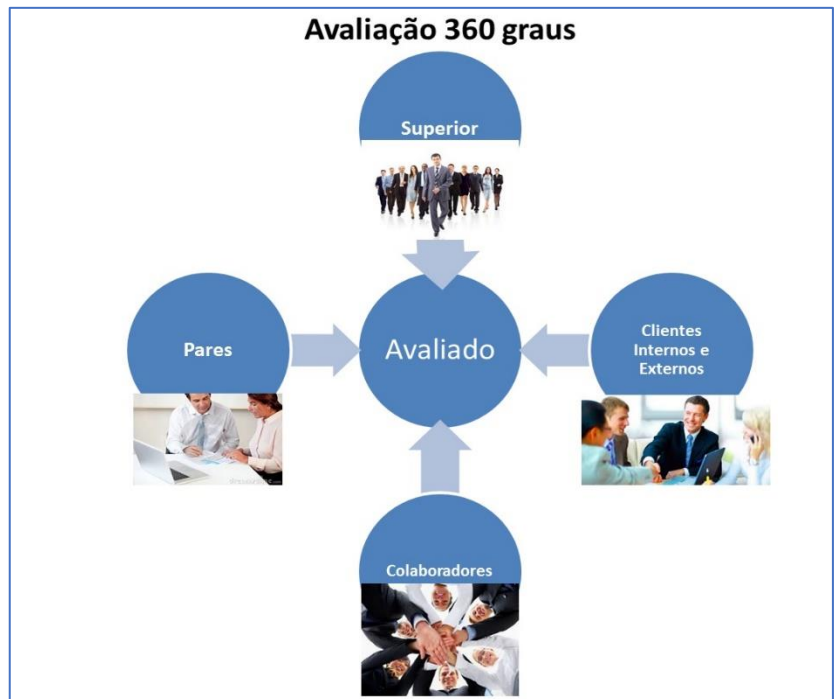 Avaliação 360 graus
Superior
Pares
Avaliado
Clientes
Internos e
Externos
Colaboradores